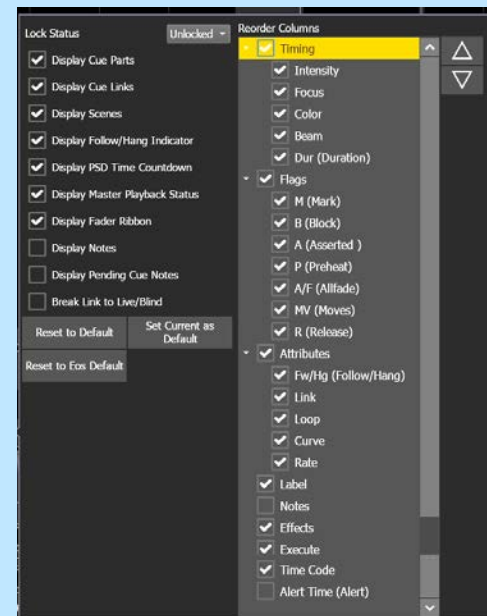 Lock Status
Unlocked
Display Cue Parts
Display Cue Links
Display Scenes
Display Follow/Hang Indicator
Display PSD Time Countdown
Display Master Playback Status
Display Fader Ribbon
Display Notes
Display Pending Cue Notes
Break Link to Live/Blind
Reset to Default
Set Current as
Default
Reset to Eos Default
Reorder Columns
Timing
Intensity
Focus
Color
Beam
Dur (Duration)
Flags
M (Mark)
B (Block)
A (Asserted )
P (Preheat)
A/F (Allfade)
MV (Moves)
R (Release)
Attributes
Fw/Hg (Follow/Hang)
Link
Loop
Curve
Rate
Label
Notes
Effects
Execute
Time Code
Alert Time (Alert)